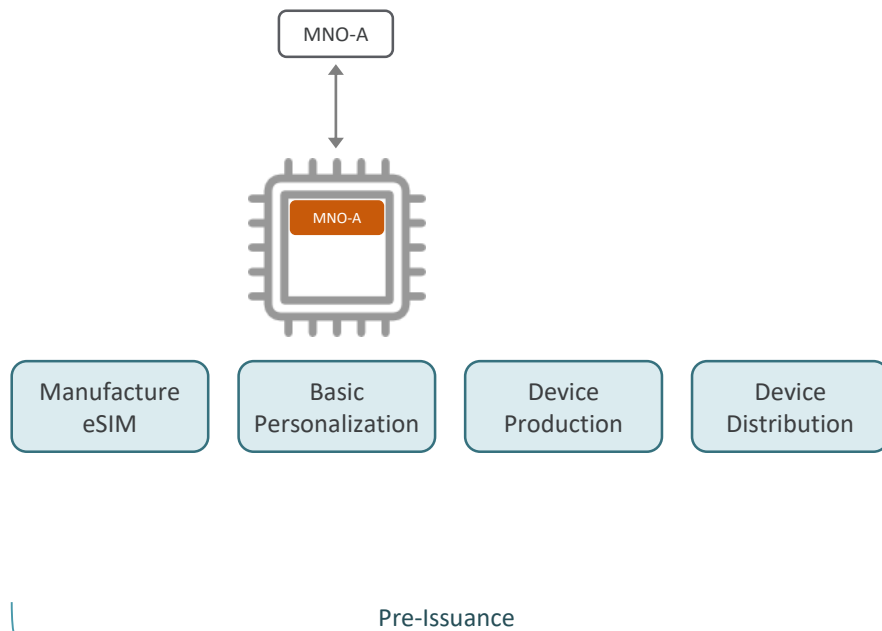 MNO-A
MNO-A
Manufacture
eSIM
Basic
Personalization
Device
Production
Device
Distribution
Pre-Issuance